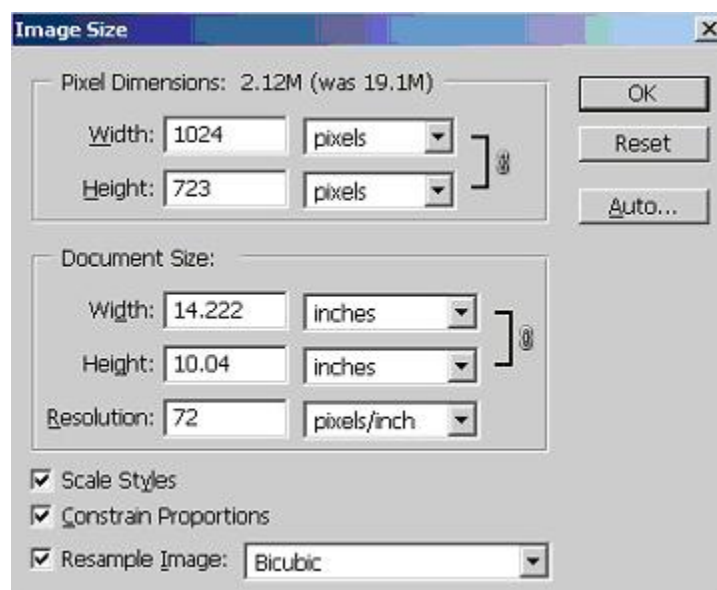 Image Size
Pixel Dimensions: 2.12M (was 19.1M)
OK
Width: 1024 pixels
Reset
Height: 723 pixels
Auto...
Document Size:
Width: 14.222 inches
Height: 10.04 inches
Resolution: 72 pixels/inch
Scale Styles
Constrain Proportions
Resample Image: Bicubic